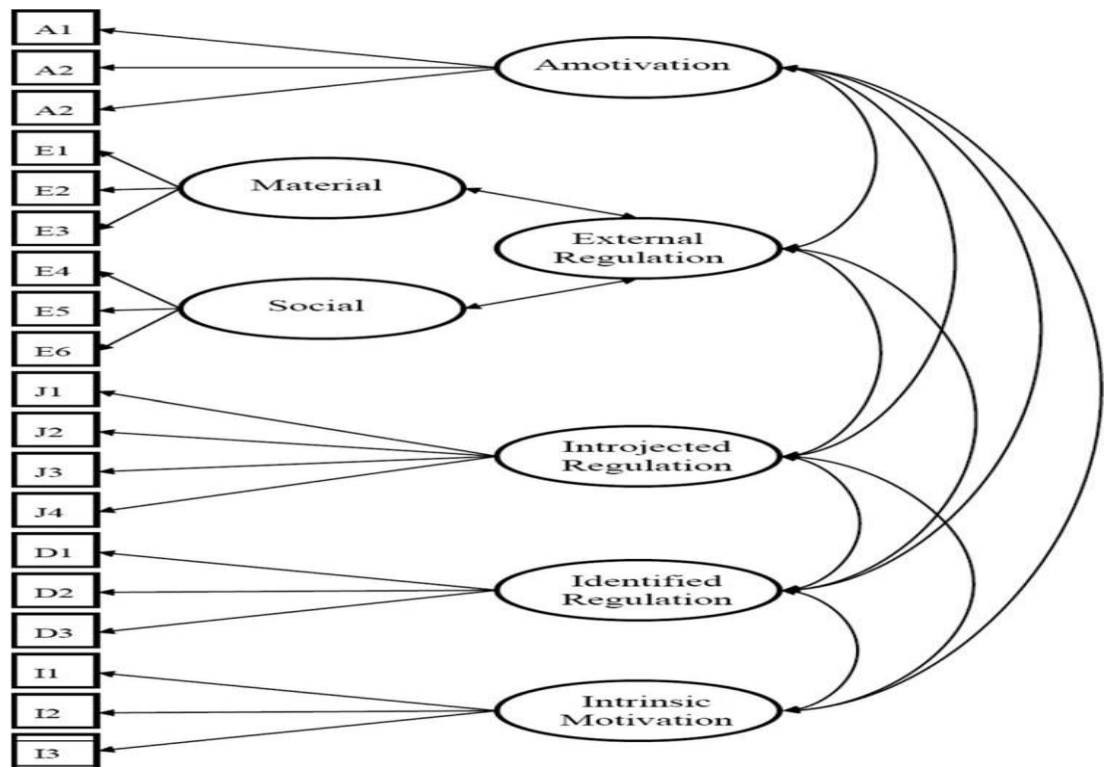 A1
Amotivation
A2
A2
E1
Material
E2
E3
External
Regulation
E4
Social
E5
E6
J1
J2
Introjected
Regulation
J3
J4
D1
Identified
Regulation
D2
D3
I1
Intrinsic
Motivation
I2
I3